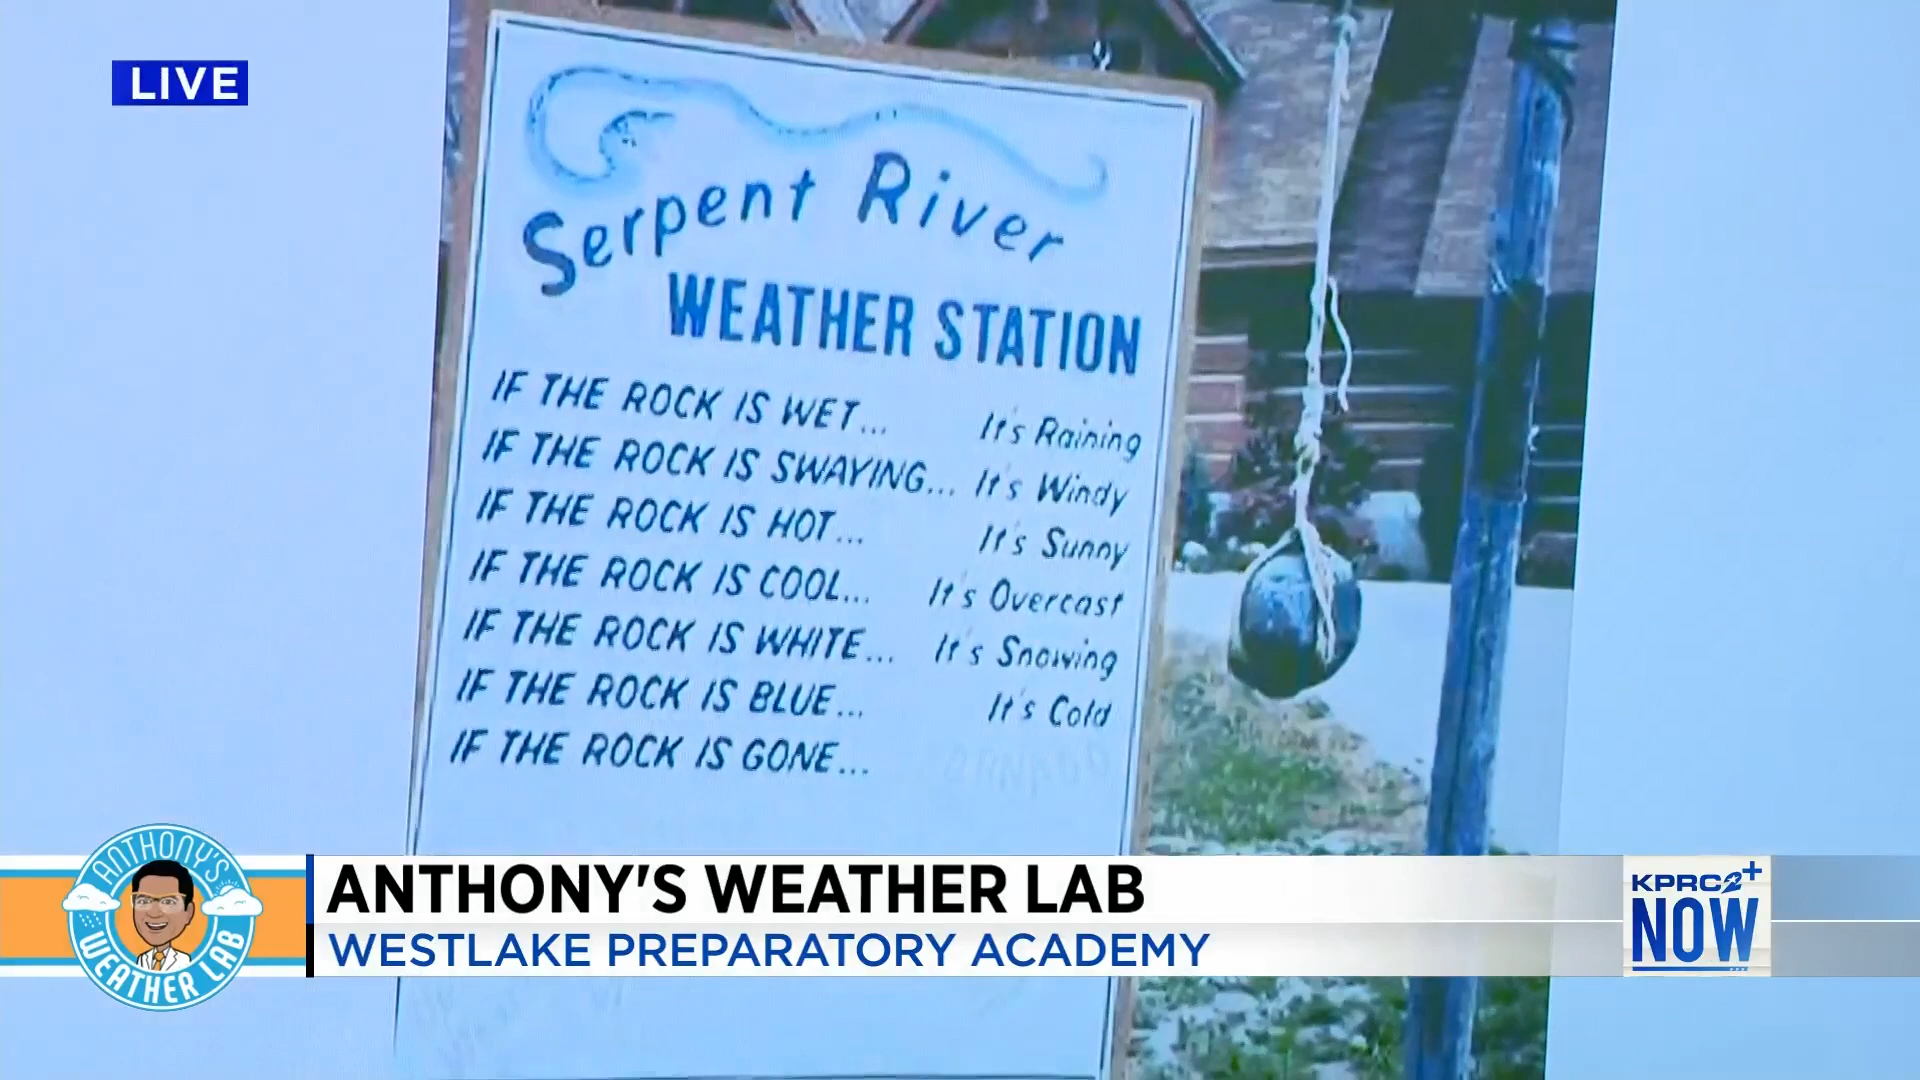 LIVE
Serpent River
WEATHER STATION
IF THE ROCK IS WET... It's Raining
IF THE ROCK IS SWAYING... It's Windy
IF THE ROCK IS HOT... It's Sunny
IF THE ROCK IS COOL... It's Overcast
IF THE ROCK IS WHITE... It's Snowing
IF THE ROCK IS BLUE... It's Cold
IF THE ROCK IS GONE...
ANTHONY'S WEATHER LAB
ANTHONY'S WEATHER LAB
WESTLAKE PREPARATORY ACADEMY
KPRC2+
NOW